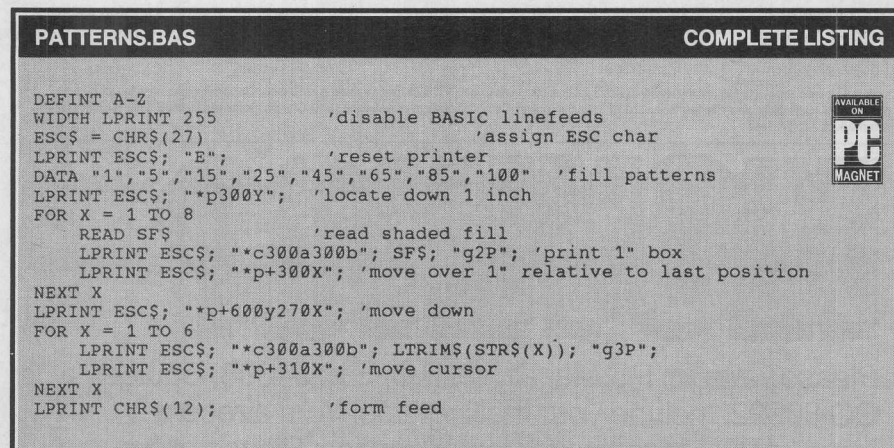 PATTERNS.BAS COMPLETE LISTING
DEFINT A-Z
WIDTH LPRINT 255 'disable BASIC linefeeds
ESC$ = CHR$(27) 'assign ESC char
LPRINT ESC$; "E"; 'reset printer
DATA "1","5","15","25","45","65","85","100" 'fill patterns
LPRINT ESC$; "*p300Y"; 'locate down 1 inch
FOR X = 1 TO 8
READ SF$ 'read shaded fill
LPRINT ESC$; "*c300a300b"; SF$; "g2P"; 'print 1" box
LPRINT ESC$; "*p+300X"; 'move over 1" relative to last position
NEXT X
LPRINT ESC$; "*p+600y270X"; 'move down
FOR X = 1 TO 6
LPRINT ESC$; "*c300a300b"; LTRIM$(STR$(X)); "g3P";
LPRINT ESC$; "*p+310X"; 'move cursor
NEXT X
LPRINT CHR$(12); 'form feed
AVAILABLE
ON
PC
MAGNET